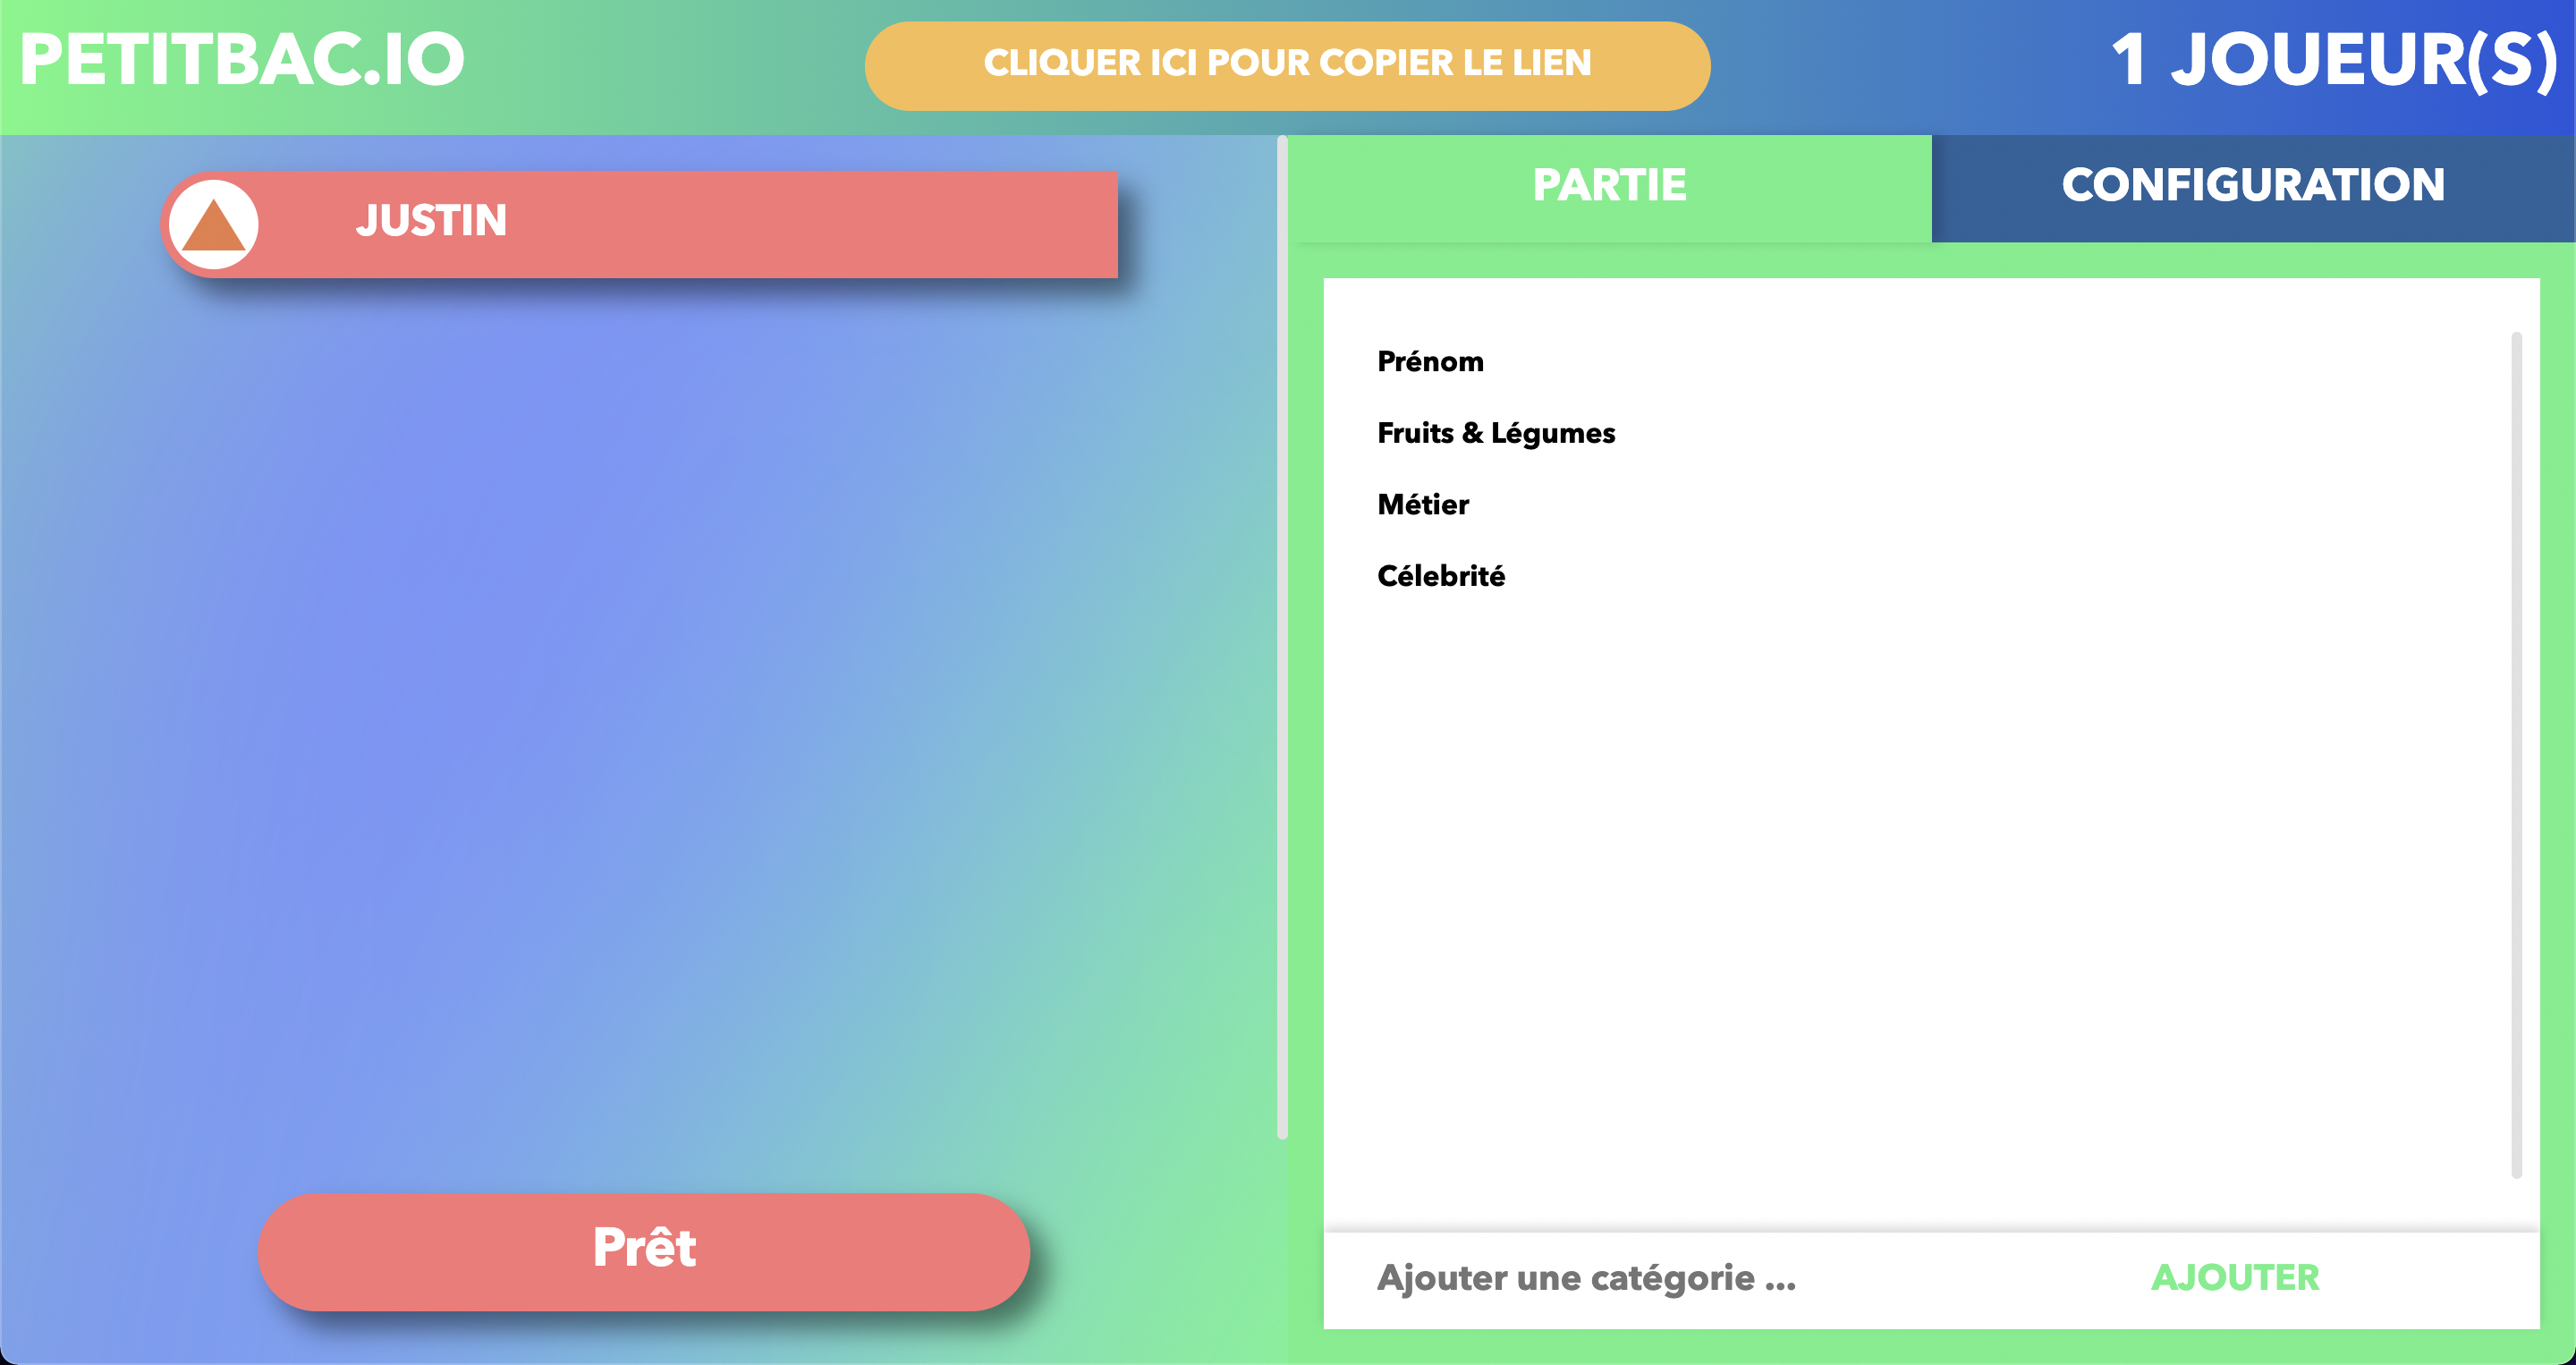 PETITBAC.IO
CLIQUER ICI POUR COPIER LE LIEN
1 JOUEUR(S)
JUSTIN
Prêt
PARTIE
CONFIGURATION
Prénom
Fruits & Légumes
Métier
Célebrité
Ajouter une catégorie ...
AJOUTER